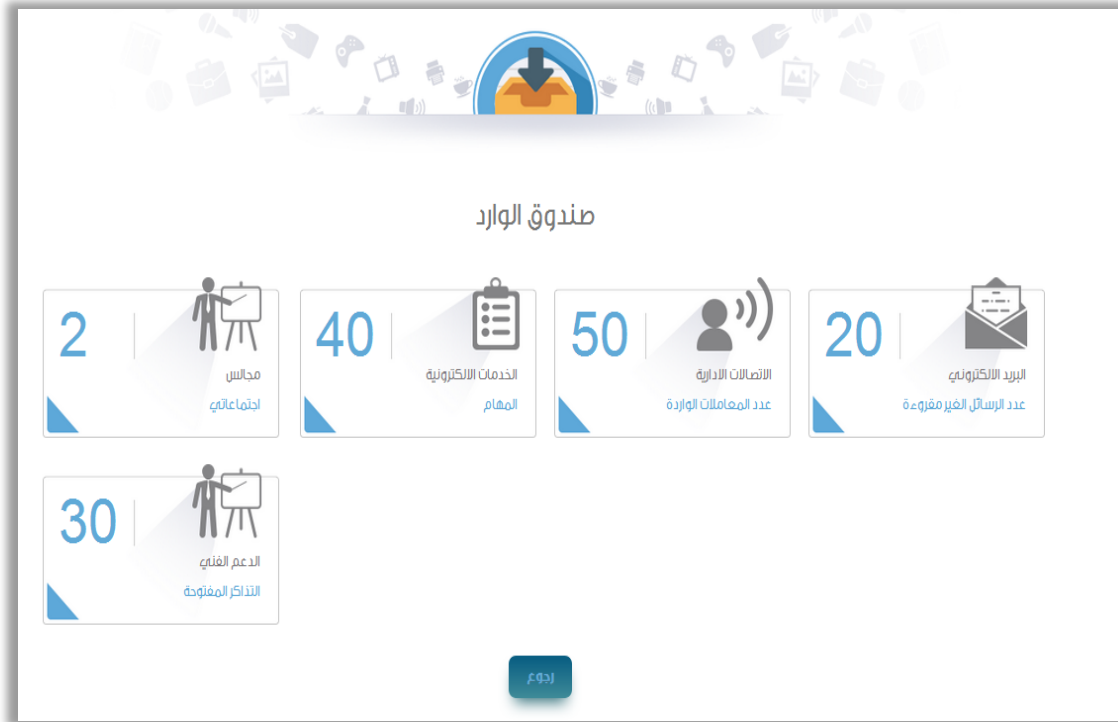 صندوق الوارد
20
البريد الالكتروني
عدد الرسائل الغير مقروءة
50
الاتصالات الادارية
عدد المعاملات الواردة
40
الخدمات الالكترونية
المهام
2
مجالس
اجتماعاتي
30
الدعم الفني
التذاكر المفتوحة
رجوع